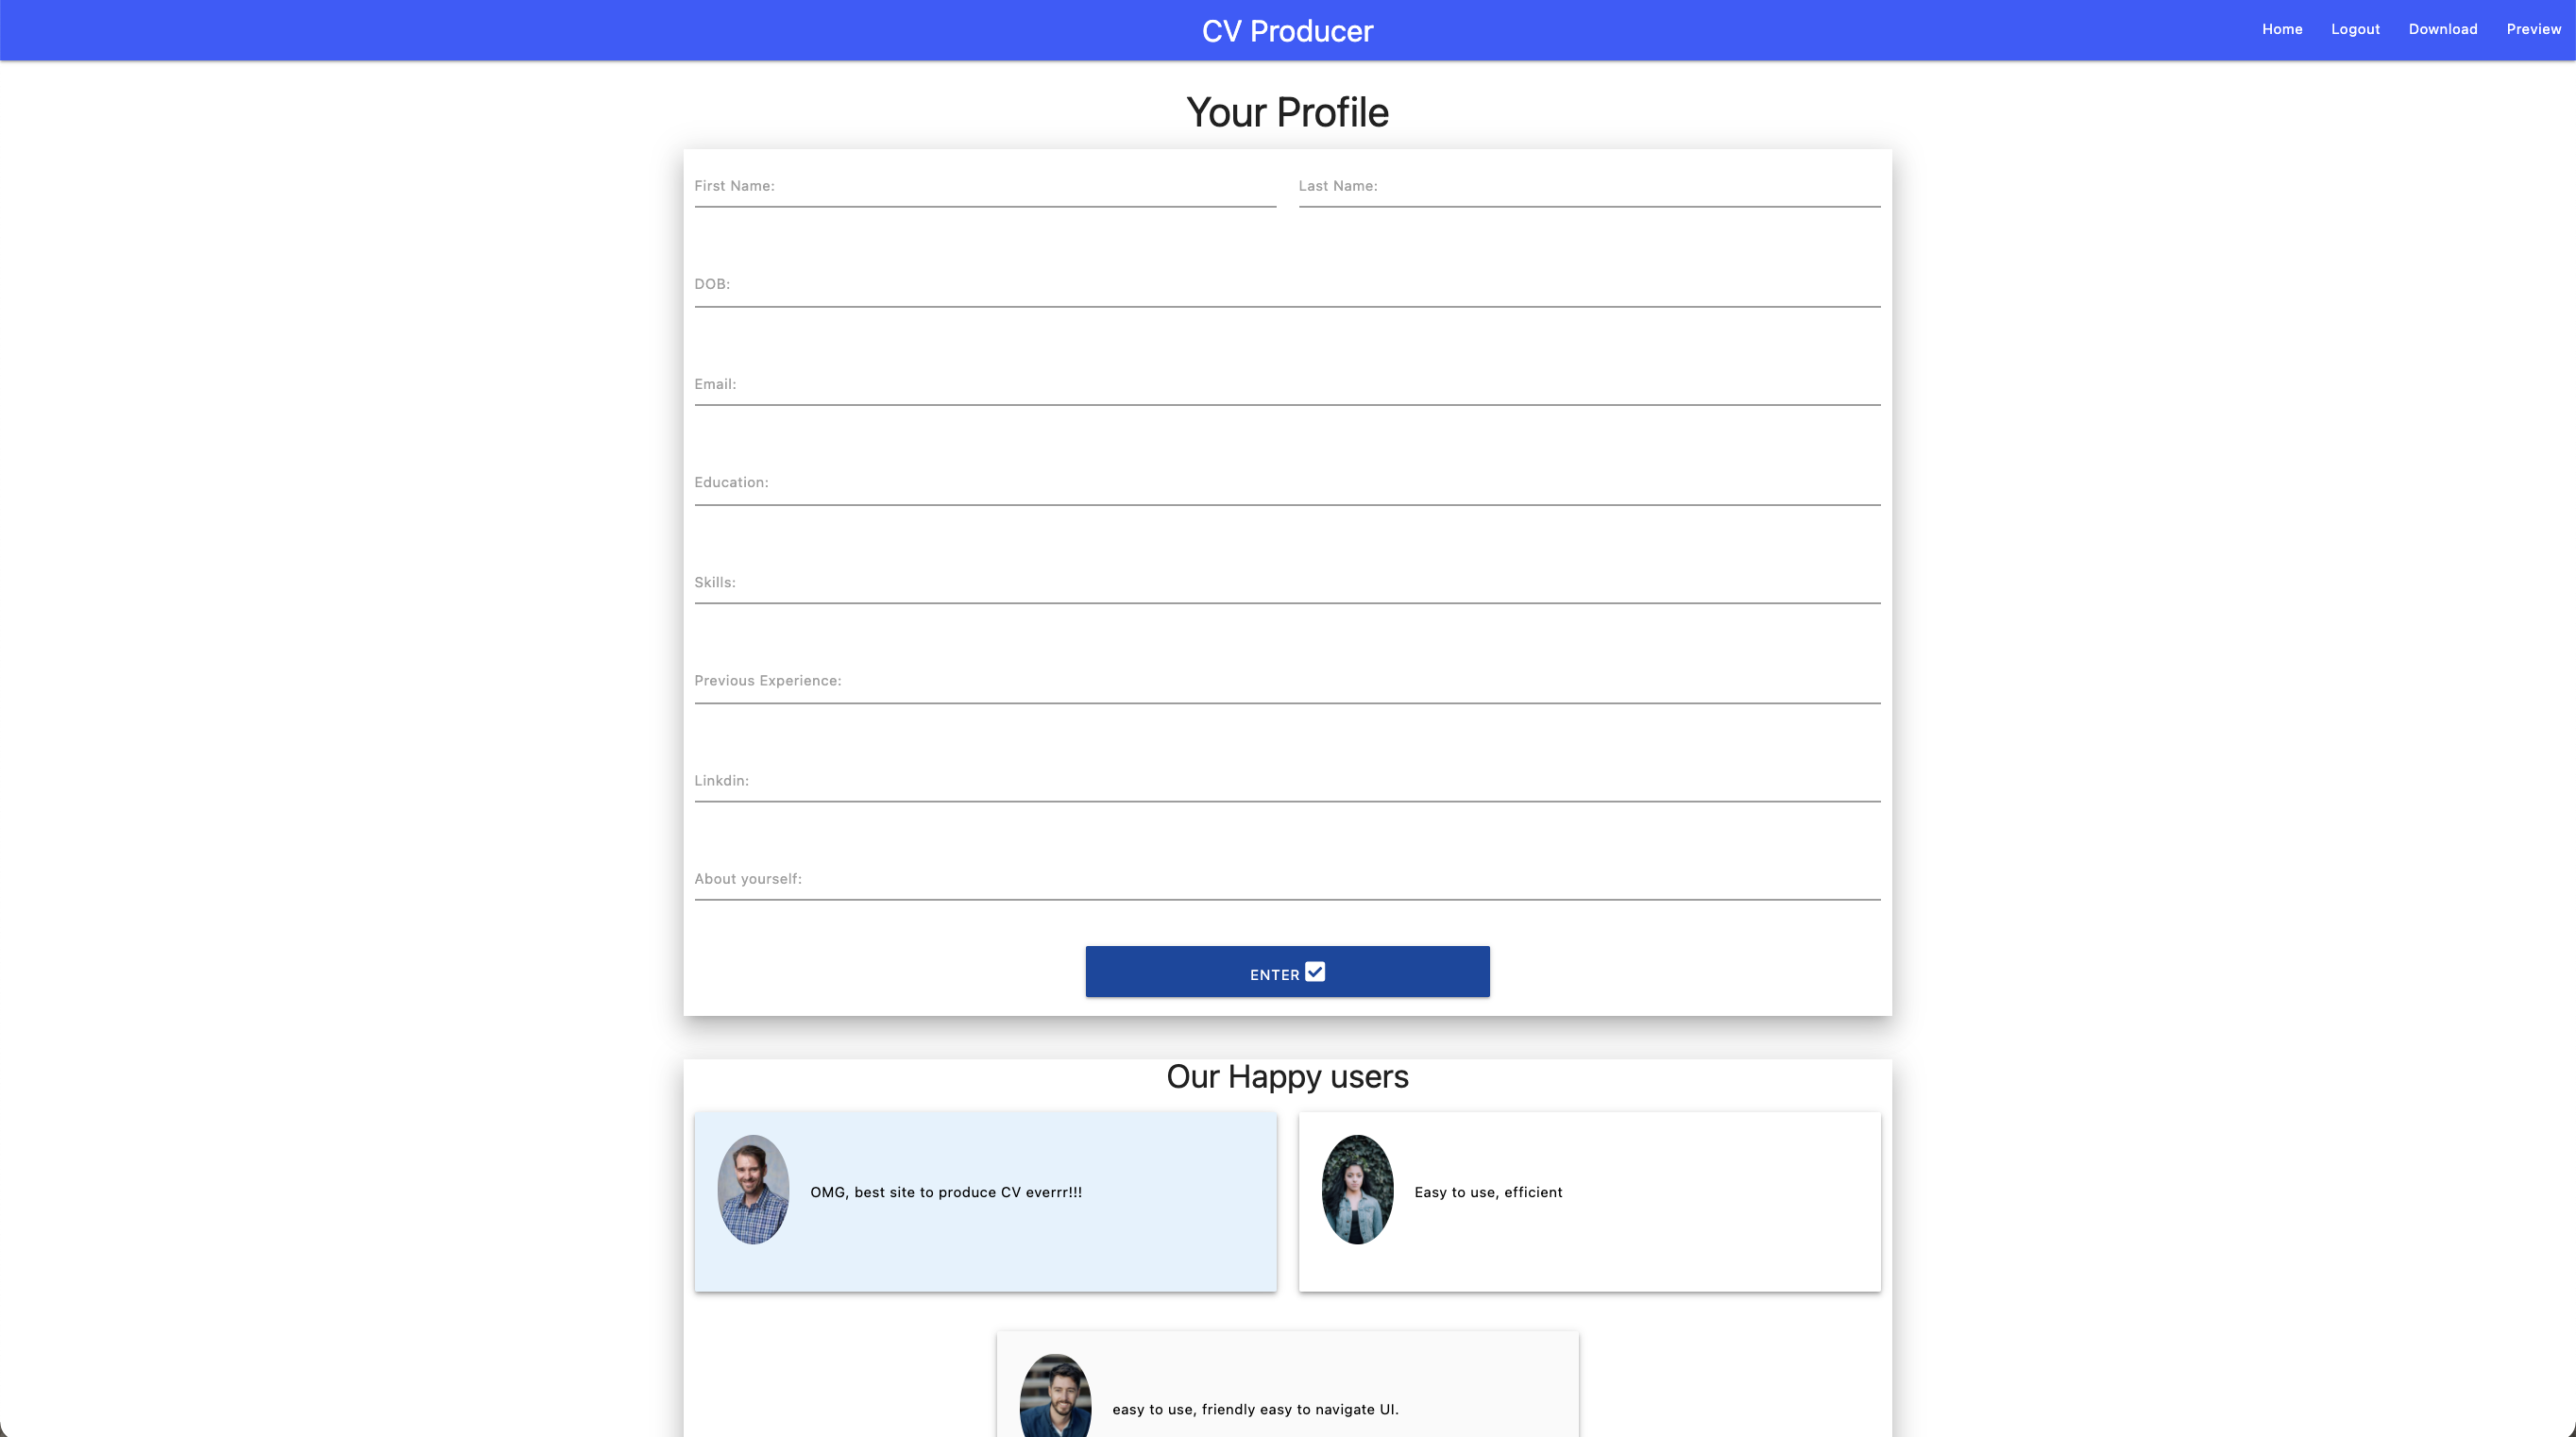 CV Producer
Home Logout Download Preview
Your Profile
First Name: Last Name:
DOB:
Email:
Education:
Skills:
Previous Experience:
Linkdin:
About yourself:
ENTER
Our Happy users
OMG, best site to produce CV everrr!!!
Easy to use, efficient
easy to use, friendly easy to navigate UI.